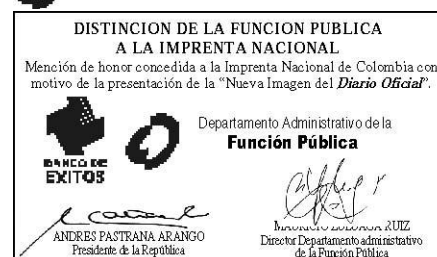 DISTINCION DE LA FUNCION PUBLICA
A LA IMPRENTA NACIONAL
Mención de honor concedida a la Imprenta Nacional de Colombia con
motivo de la presentación de la "Nueva Imagen del Diario Oficial".
Departamento Administrativo de la
Función Pública
BANCO DE
EXITOS
ANDRES PASTRANA ARANGO
Presidente de la República
MAURICIO ZULUAGA RUIZ
Director Departamento administrativo
de la Función Pública